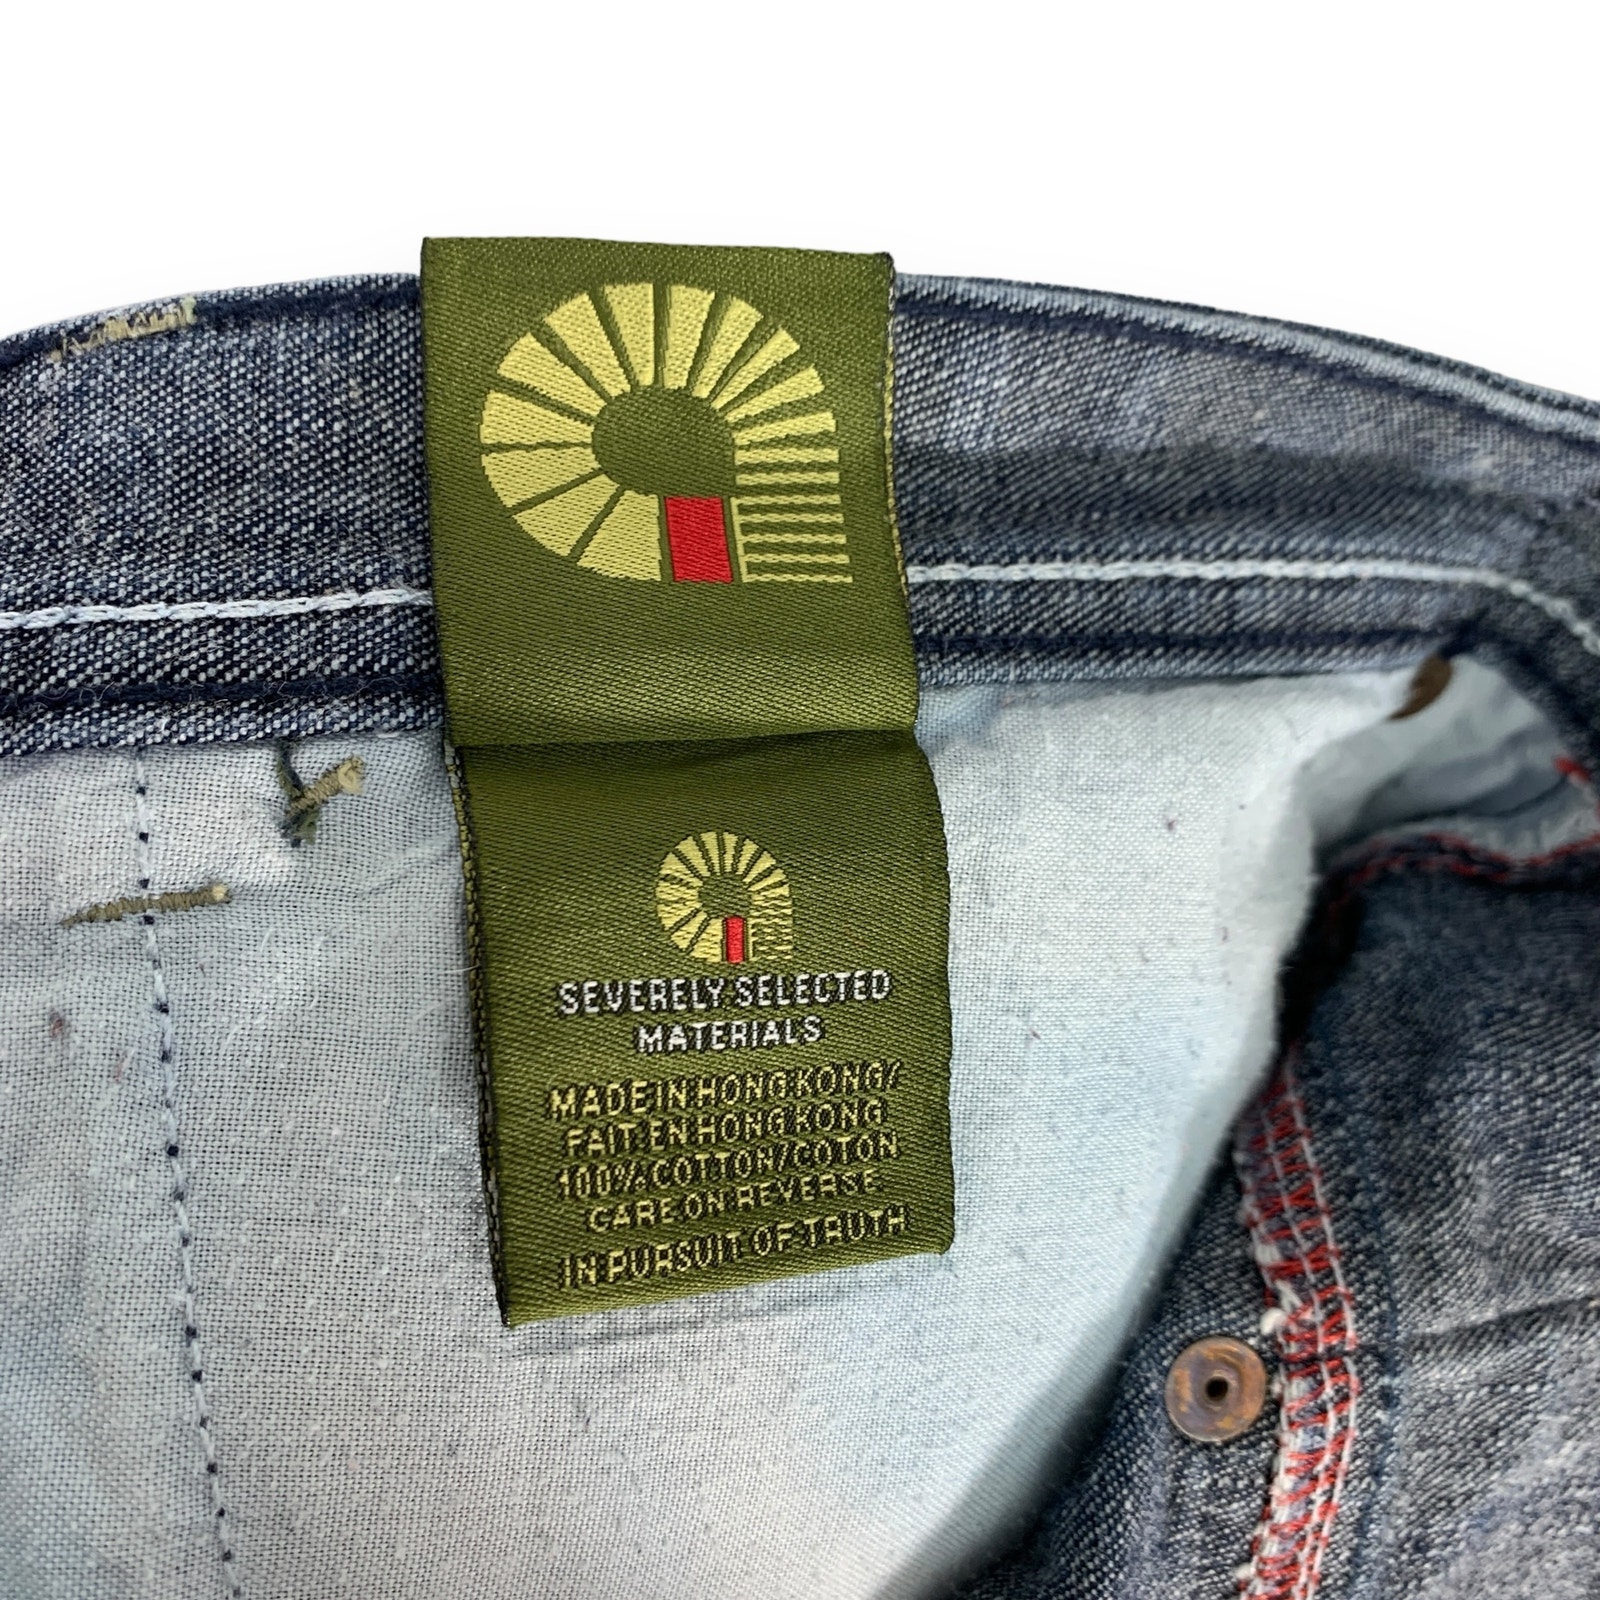 SEVERELY SELECTED
MATERIALS
MADE IN HONG KONG/
FAIT EN HONG KONG
100% COTTON/COTON
CARE ON REVERSE
IN PURSUIT OF TRUTH